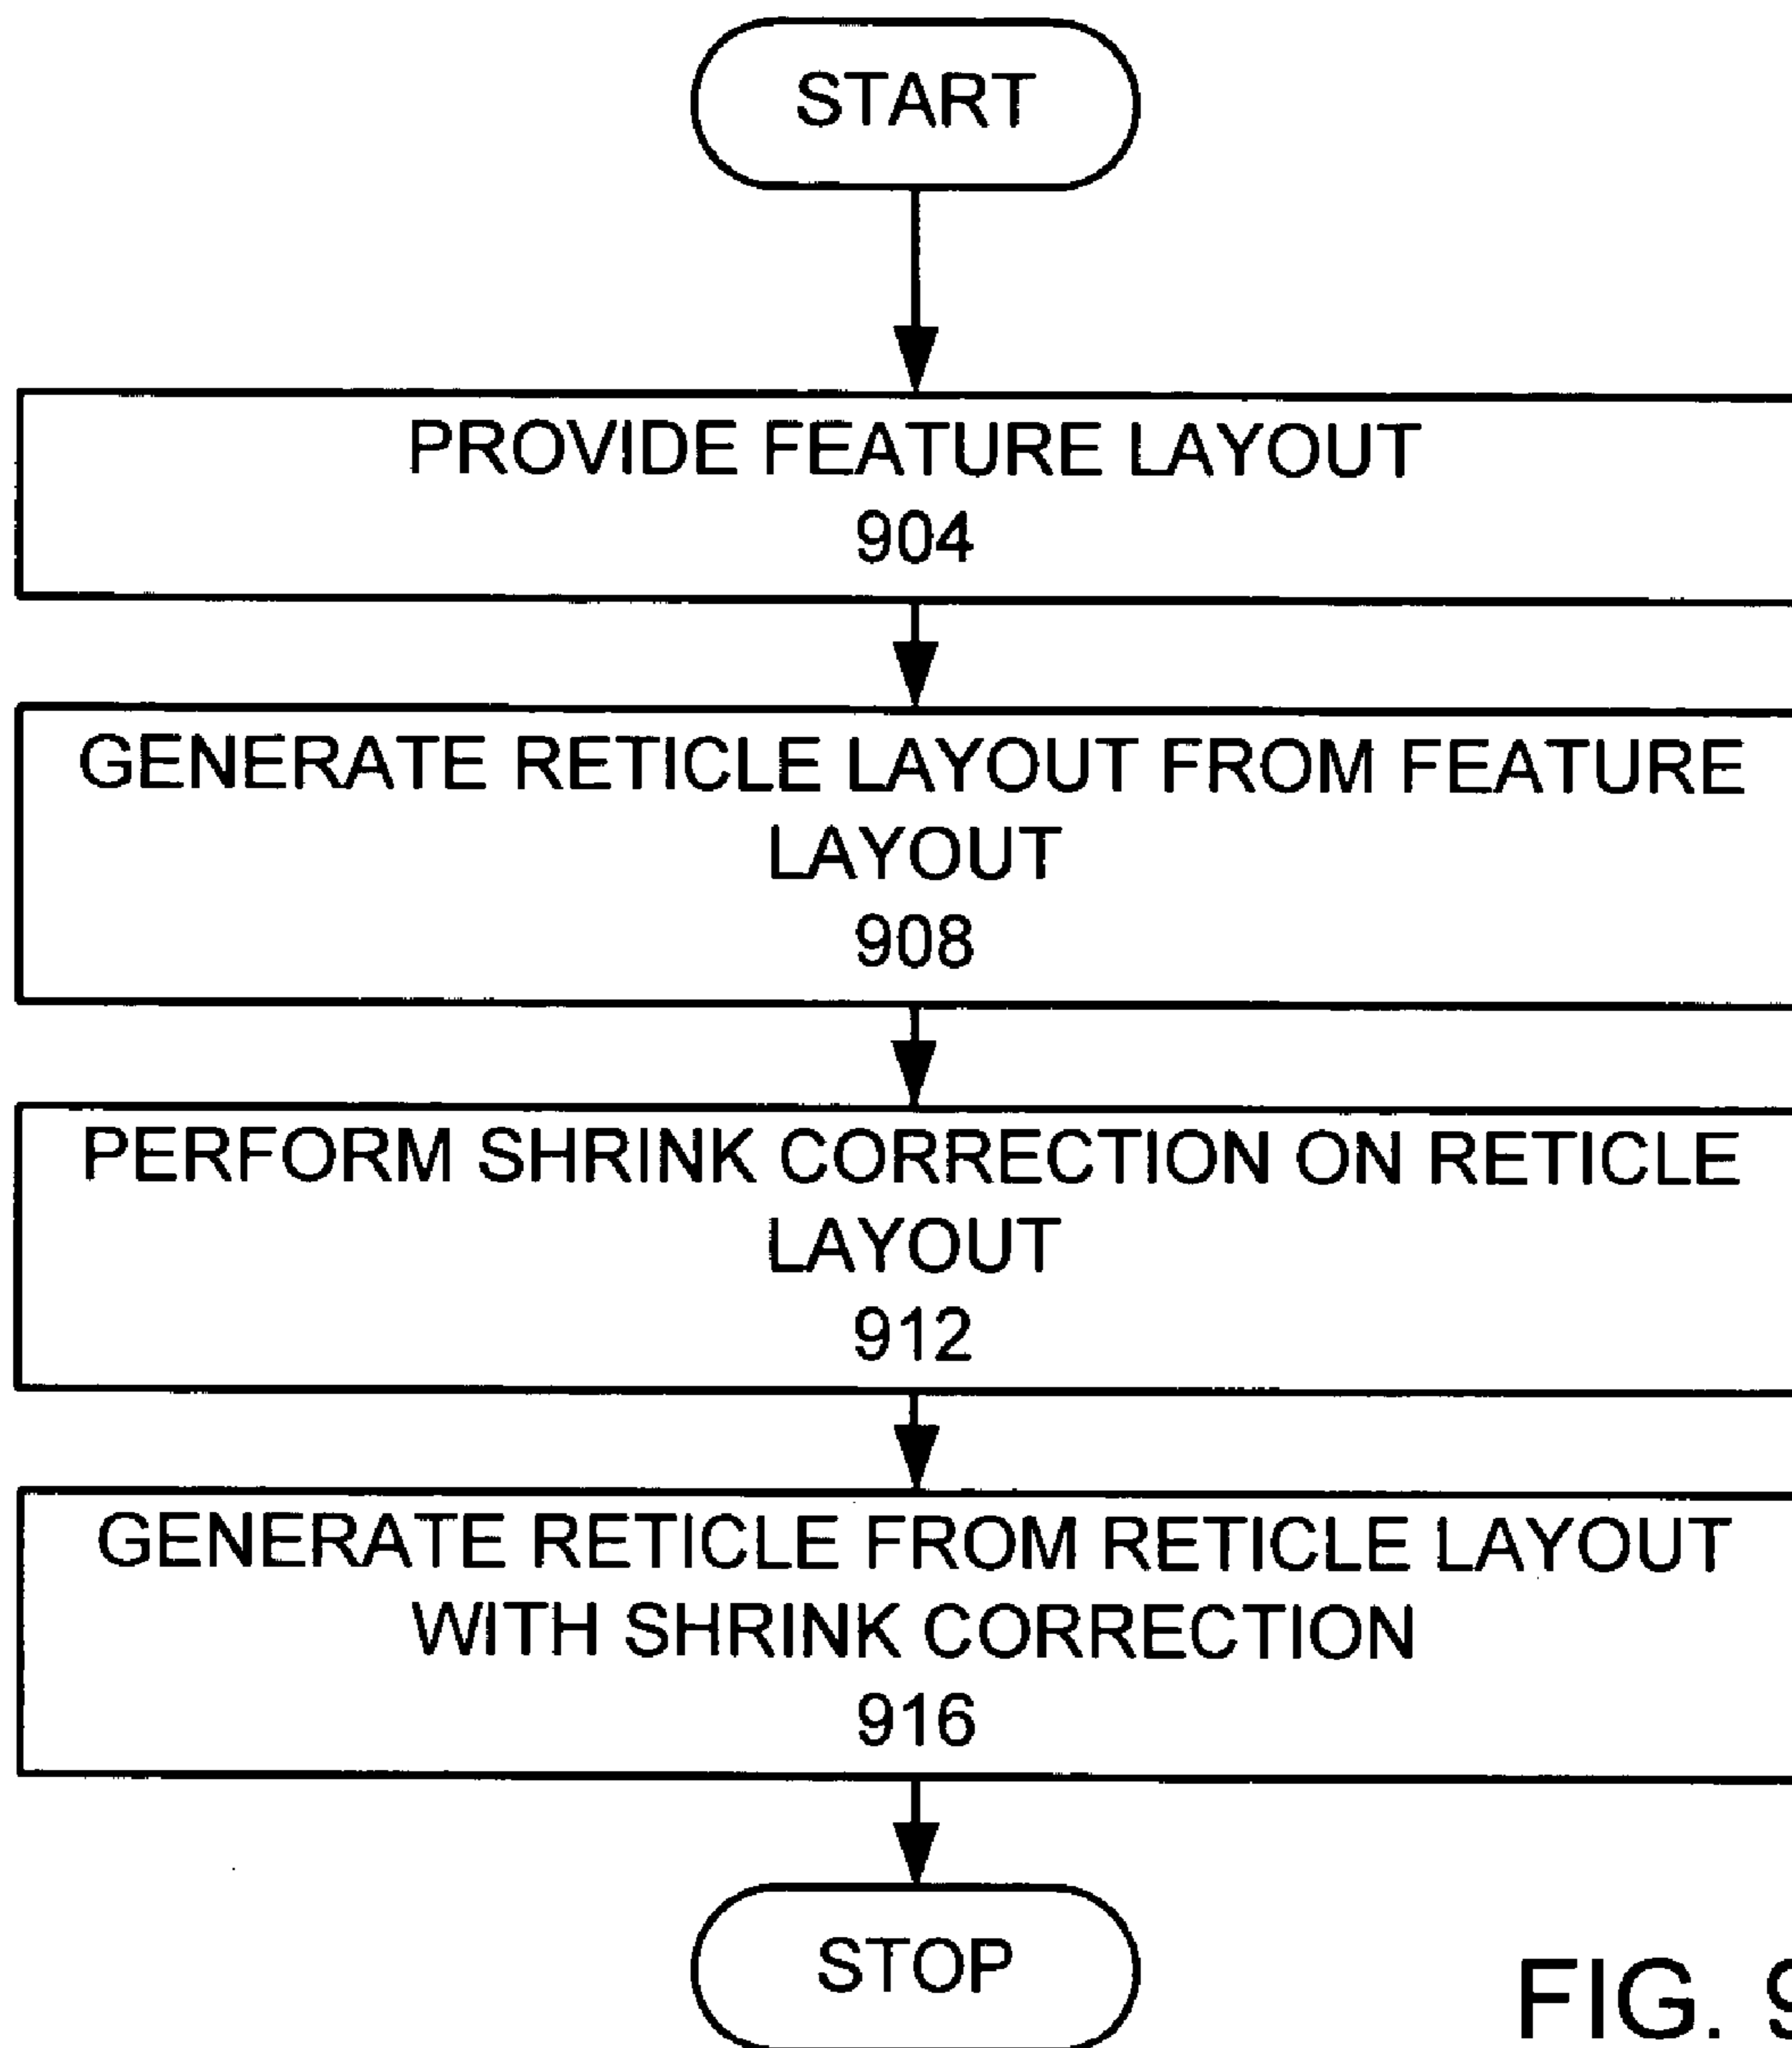 START
PROVIDE FEATURE LAYOUT
904
GENERATE RETICLE LAYOUT FROM FEATURE
LAYOUT
908
PERFORM SHRINK CORRECTION ON RETICLE
LAYOUT
912
GENERATE RETICLE FROM RETICLE LAYOUT
WITH SHRINK CORRECTION
916
STOP
FIG. 9